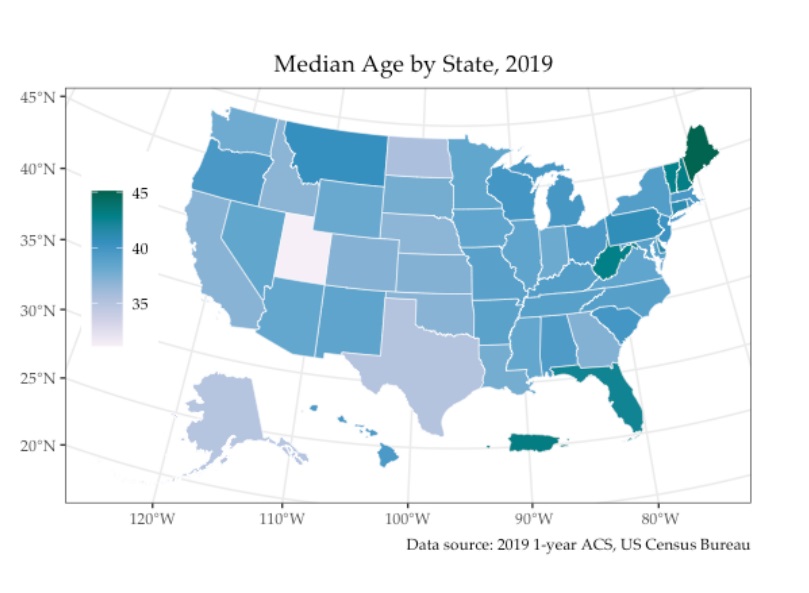 Median Age by State, 2019
45°N
40°N
35°N
30°N
25°N
20°N
45
40
35
120°W 110°W 100°W 90°W 80°W
Data source: 2019 1-year ACS, US Census Bureau